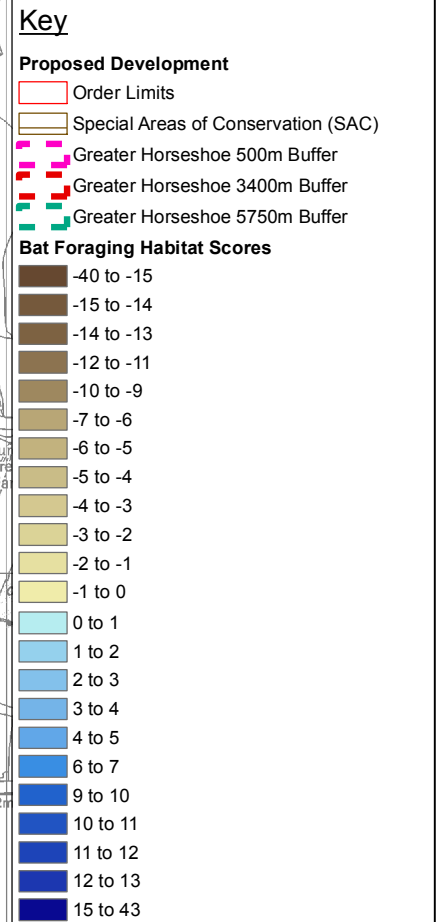 Key
Proposed Development
Order Limits
Special Areas of Conservation (SAC)
Greater Horseshoe 500m Buffer
Greater Horseshoe 3400m Buffer
Greater Horseshoe 5750m Buffer
Bat Foraging Habitat Scores
-40 to -15
-15 to -14
-14 to -13
-12 to -11
-10 to -9
-7 to -6
-6 to -5
-5 to -4
-4 to -3
-3 to -2
-2 to -1
-1 to 0
0 to 1
1 to 2
2 to 3
3 to 4
4 to 5
6 to 7
9 to 10
10 to 11
11 to 12
12 to 13
15 to 43